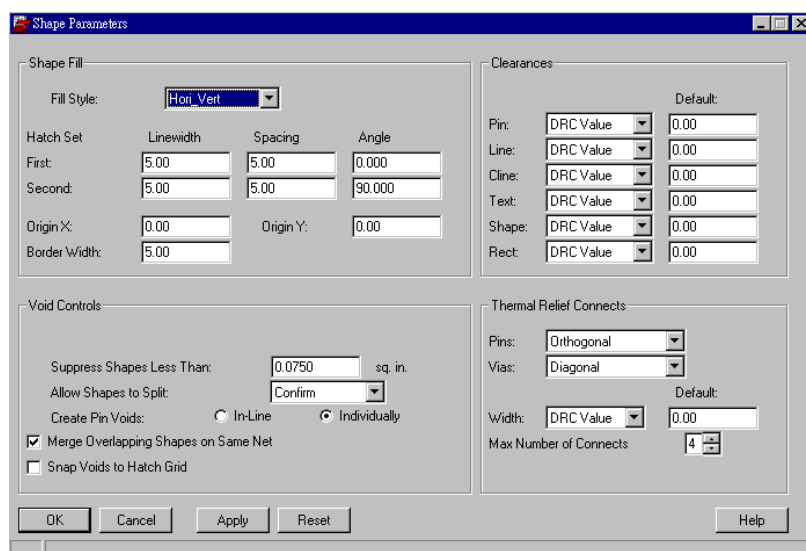 Shape Parameters
Shape Fill
Fill Style: Hori_Vert
Hatch Set Linewidth Spacing Angle
First: 5.00 5.00 0.000
Second: 5.00 5.00 90.000
Origin X: 0.00 Origin Y: 0.00
Border Width: 5.00
Clearances
Default:
Pin: DRC Value 0.00
Line: DRC Value 0.00
Cline: DRC Value 0.00
Text: DRC Value 0.00
Shape: DRC Value 0.00
Rect: DRC Value 0.00
Void Controls
Suppress Shapes Less Than: 0.0750 sq. in.
Allow Shapes to Split: Confirm
Create Pin Voids: In-Line Individually
Merge Overlapping Shapes on Same Net
Snap Voids to Hatch Grid
Thermal Relief Connects
Pins: Orthogonal
Vias: Diagonal
Default:
Width: DRC Value 0.00
Max Number of Connects 4
OK Cancel Apply Reset Help